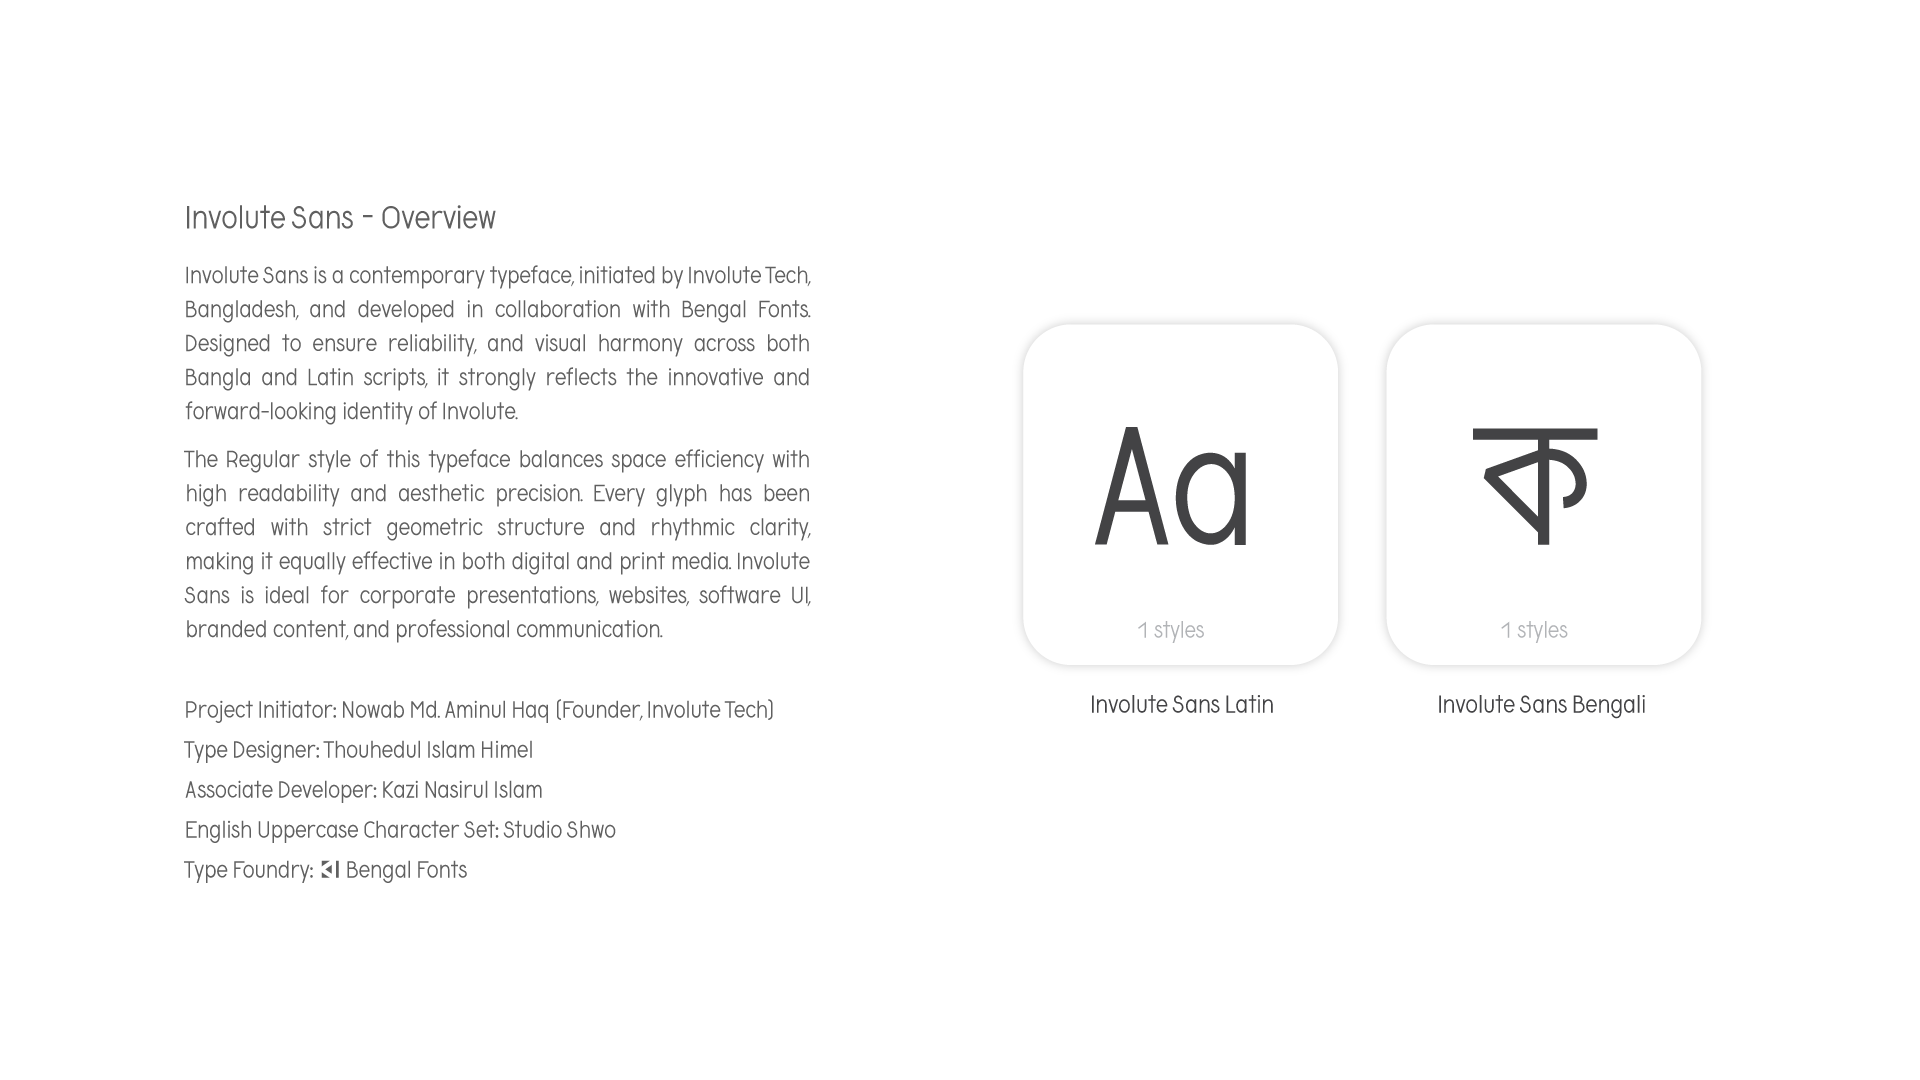 Involute Sans - Overview
Involute Sans is a contemporary typeface, initiated by Involute Tech,
Bangladesh, and developed in collaboration with Bengal Fonts.
Designed to ensure reliability, and visual harmony across both
Bangla and Latin scripts, it strongly reflects the innovative and
forward-looking identity of Involute.
The Regular style of this typeface balances space efficiency with
high readability and aesthetic precision. Every glyph has been
crafted with strict geometric structure and rhythmic clarity,
making it equally effective in both digital and print media. Involute
Sans is ideal for corporate presentations, websites, software UI,
branded content, and professional communication.
Project Initiator: Nowab Md. Aminul Haq (Founder, Involute Tech)
Type Designer: Thouhedul Islam Himel
Associate Developer: Kazi Nasirul Islam
English Uppercase Character Set: Studio Shwo
Type Foundry: Bengal Fonts
Aa
1 styles
Involute Sans Latin
ক
1 styles
Involute Sans Bengali